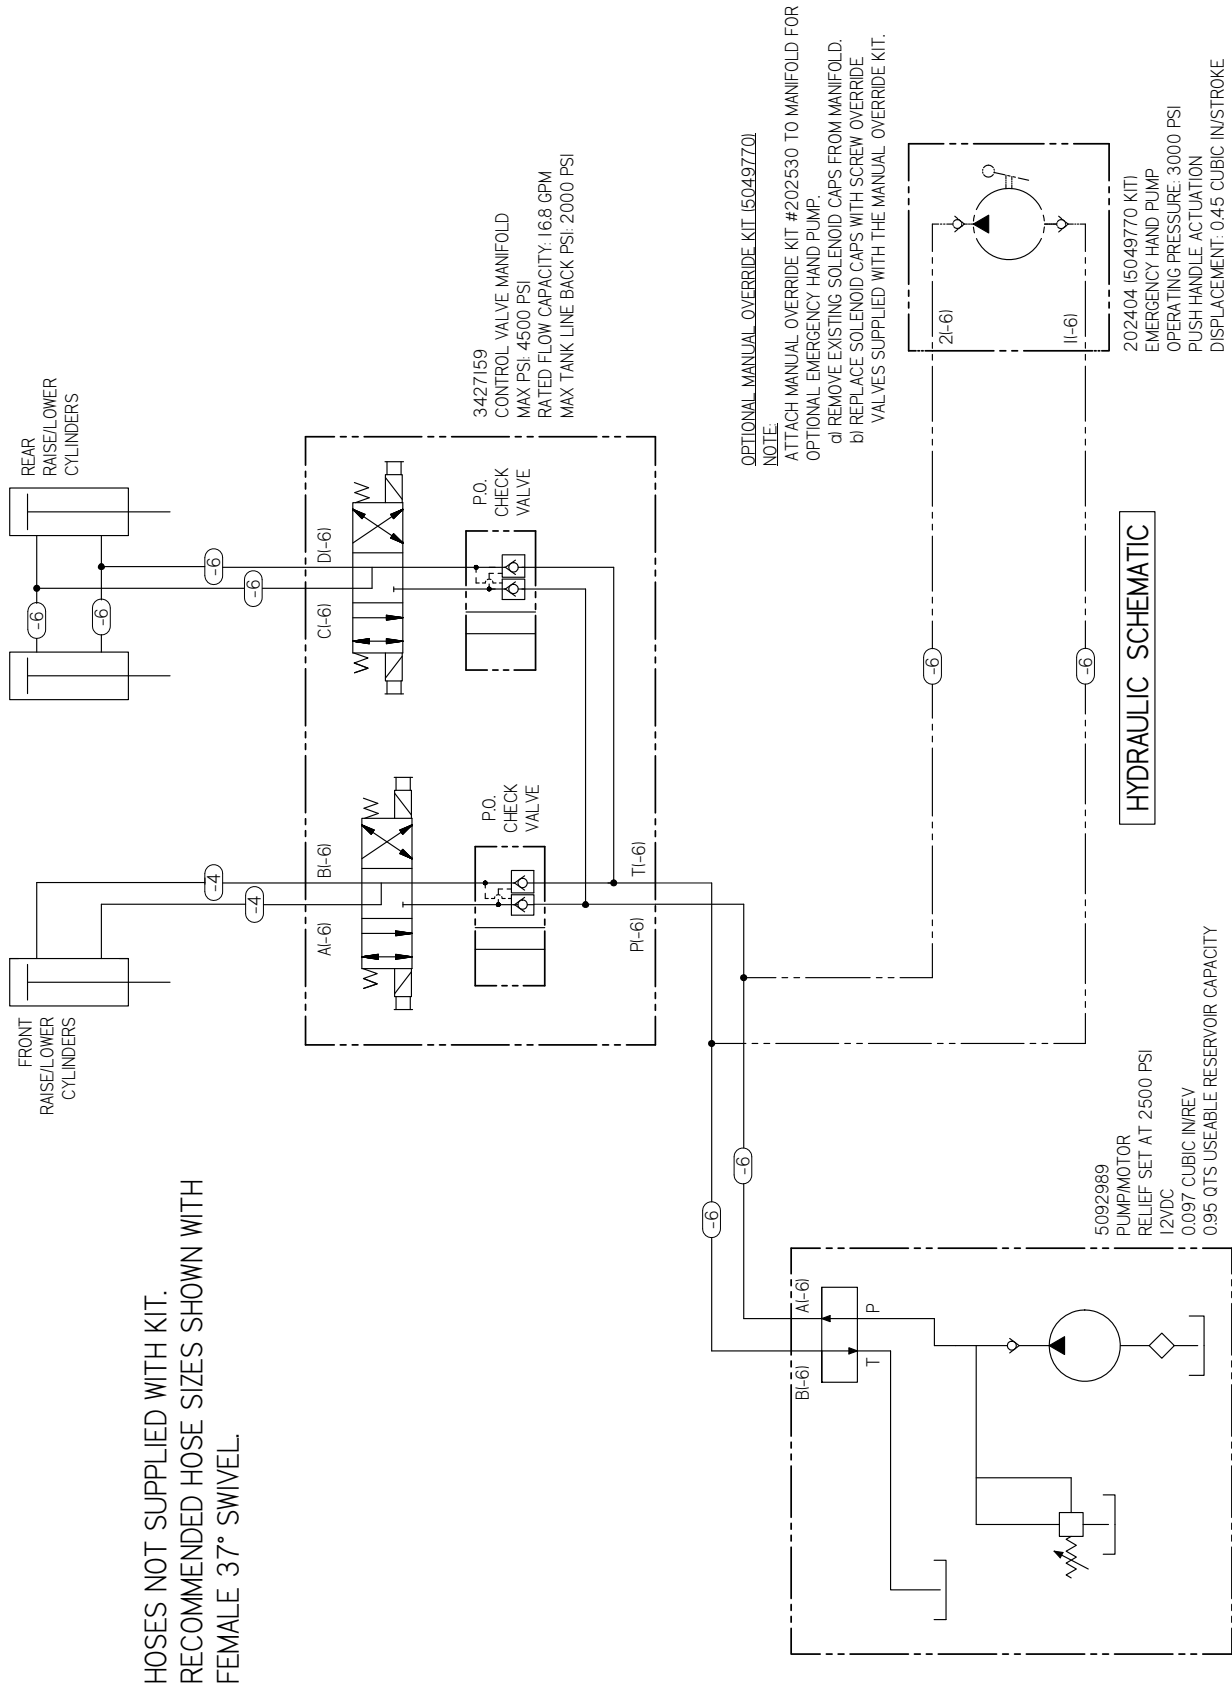 HOSES NOT SUPPLIED WITH KIT.
RECOMMENDED HOSE SIZES SHOWN WITH
FEMALE 37° SWIVEL.
FRONT
RAISE/LOWER
CYLINDERS
REAR
RAISE/LOWER
CYLINDERS
-4
-4
-6
-6
-6
-6
A(-6)
B(-6)
C(-6)
D(-6)
P.O.
CHECK
VALVE
P.O.
CHECK
VALVE
P(-6)
T(-6)
3427159
CONTROL VALVE MANIFOLD
MAX PSI: 4500 PSI
RATED FLOW CAPACITY: 16.8 GPM
MAX TANK LINE BACK PSI: 2000 PSI
OPTIONAL MANUAL OVERRIDE KIT (5049770)
NOTE:
ATTACH MANUAL OVERRIDE KIT #202530 TO MANIFOLD FOR
OPTIONAL EMERGENCY HAND PUMP.
a) REMOVE EXISTING SOLENOID CAPS FROM MANIFOLD.
b) REPLACE SOLENOID CAPS WITH SCREW OVERRIDE
VALVES SUPPLIED WITH THE MANUAL OVERRIDE KIT.
-6
-6
B(-6)
A(-6)
T
P
5092989
PUMP/MOTOR
RELIEF SET AT 2500 PSI
12VDC
0.097 CUBIC IN/REV
0.95 QTS USEABLE RESERVOIR CAPACITY
-6
-6
1(-6)
2(-6)
202404 (5049770 KIT)
EMERGENCY HAND PUMP
OPERATING PRESSURE: 3000 PSI
PUSH HANDLE ACTUATION
DISPLACEMENT: 0.45 CUBIC IN/STROKE
HYDRAULIC SCHEMATIC